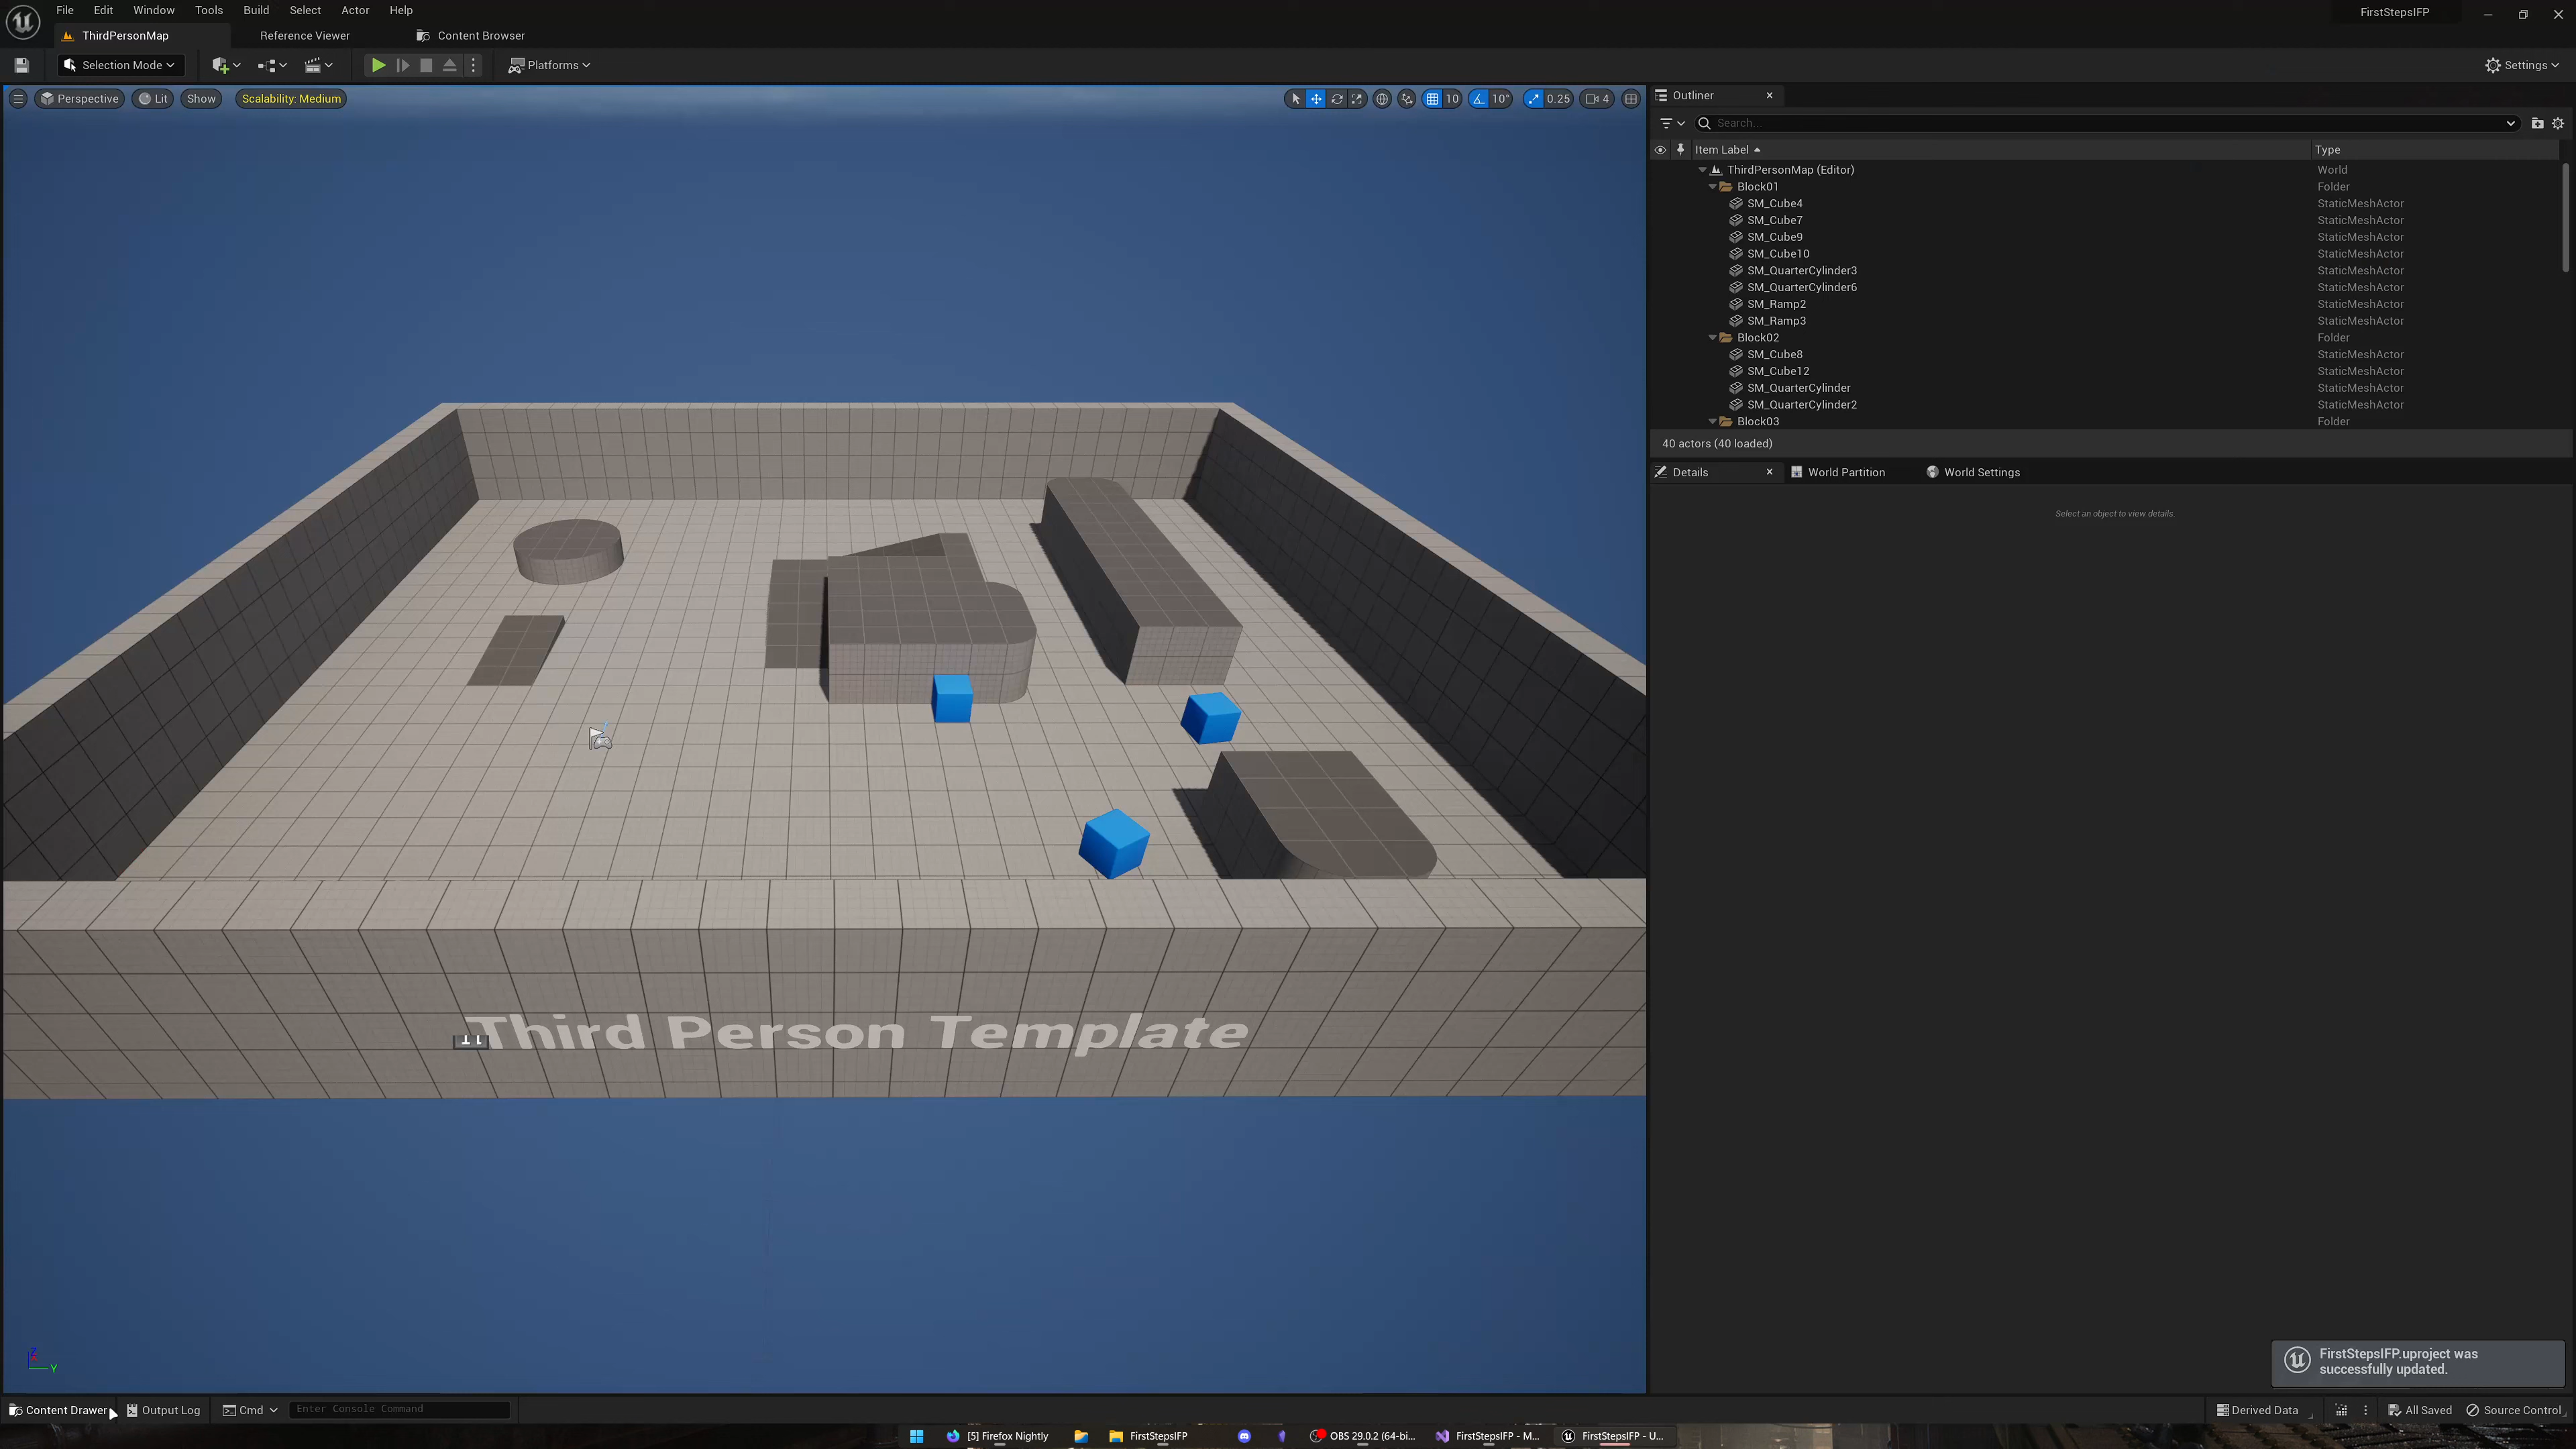 File Edit Window Tools Build Select Actor Help
FirstStepsIFP
ThirdPersonMap Reference Viewer Content Browser
Selection Mode Platforms Settings
Perspective Lit Show Scalability: Medium 10 10° 0.25 4
Outliner
Search...
Item Label Type
ThirdPersonMap (Editor) World
Block01 Folder
SM_Cube4 StaticMeshActor
SM_Cube7 StaticMeshActor
SM_Cube9 StaticMeshActor
SM_Cube10 StaticMeshActor
SM_QuarterCylinder3 StaticMeshActor
SM_QuarterCylinder6 StaticMeshActor
SM_Ramp2 StaticMeshActor
SM_Ramp3 StaticMeshActor
Block02 Folder
SM_Cube8 StaticMeshActor
SM_Cube12 StaticMeshActor
SM_QuarterCylinder StaticMeshActor
SM_QuarterCylinder2 StaticMeshActor
Block03 Folder
40 actors (40 loaded)
Details World Partition World Settings
Select an object to view details.
Third Person Template
Z
Y
FirstStepsIFP.uproject was
successfully updated.
Content Drawer Output Log Cmd Enter Console Command Derived Data All Saved Source Control
[5] Firefox Nightly FirstStepsIFP OBS 29.0.2 (64-bi... FirstStepsIFP - M... FirstStepsIFP - U...